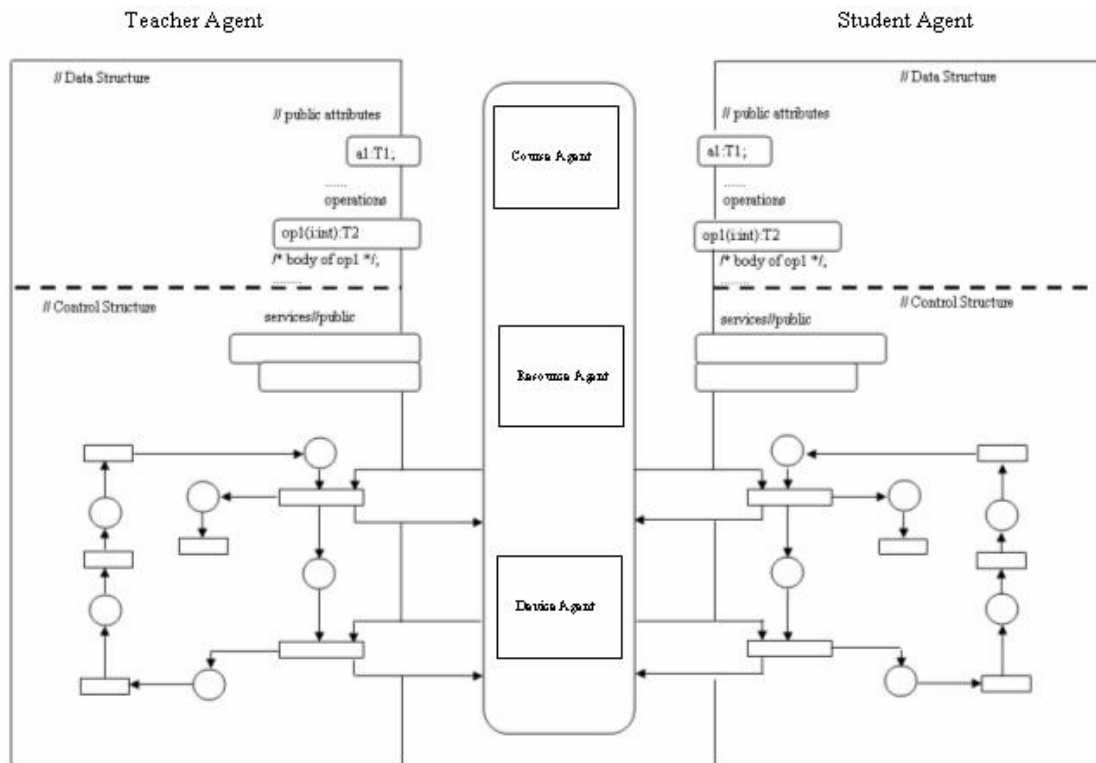 Teacher Agent
Student Agent
// Data Structure
// public attributes
a1:T1;
......
operations
op1(i:int):T2
/* body of op1 */;
.........
// Control Structure
services//public
Course Agent
Resource Agent
Device Agent
// Data Structure
// public attributes
a1:T1;
......
operations
op1(i:int):T2
/* body of op1 */;
.........
// Control Structure
services//public